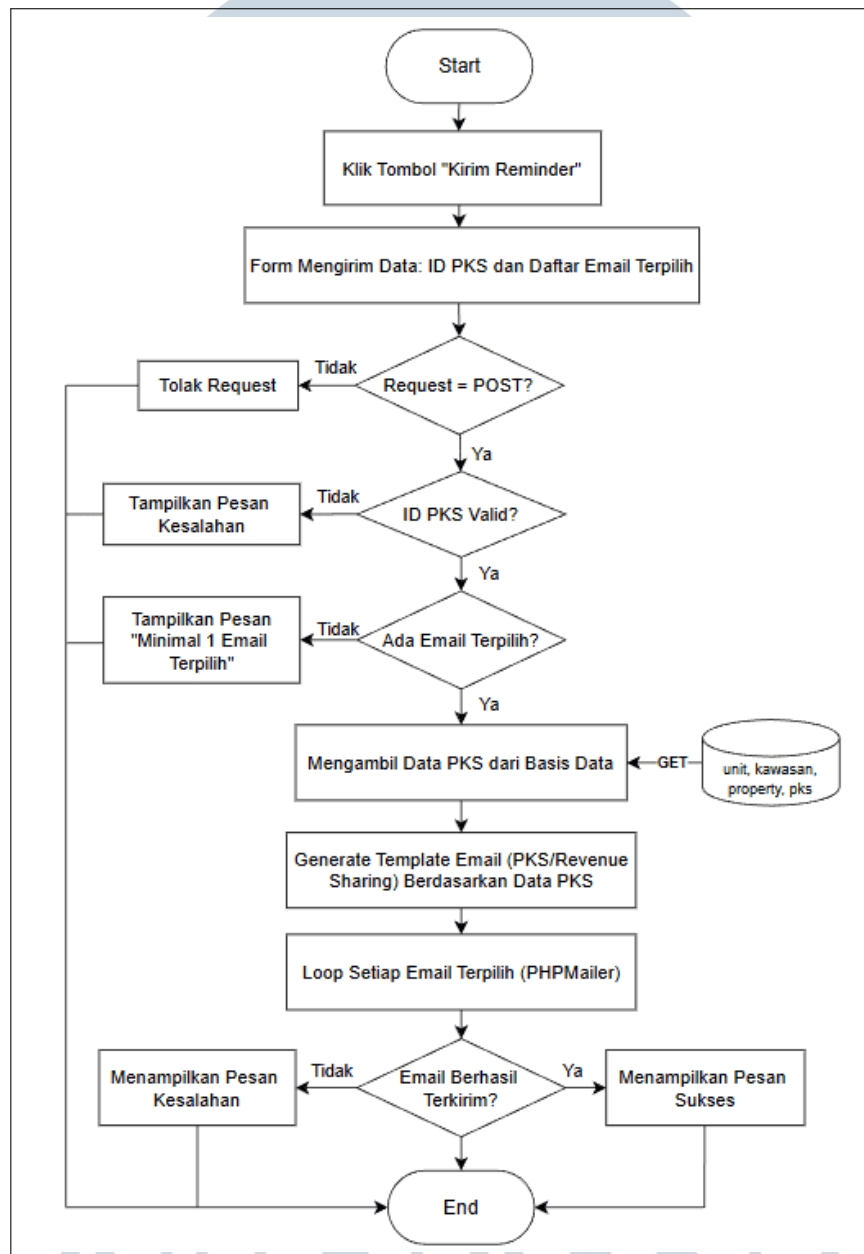 Start
Klik Tombol "Kirim Reminder"
Form Mengirim Data: ID PKS dan Daftar Email Terpilih
Tolak Request
Tidak
Request = POST?
Ya
Tampilkan Pesan
Kesalahan
Tidak
ID PKS Valid?
Ya
Tampilkan Pesan
"Minimal 1 Email
Terpilih"
Tidak
Ada Email Terpilih?
Ya
Mengambil Data PKS dari Basis Data
GET
unit, kawasan,
property, pks
Generate Template Email (PKS/Revenue
Sharing) Berdasarkan Data PKS
Loop Setiap Email Terpilih (PHPMailer)
Menampilkan Pesan
Kesalahan
Tidak
Email Berhasil
Terkirim?
Ya
Menampilkan Pesan
Sukses
End